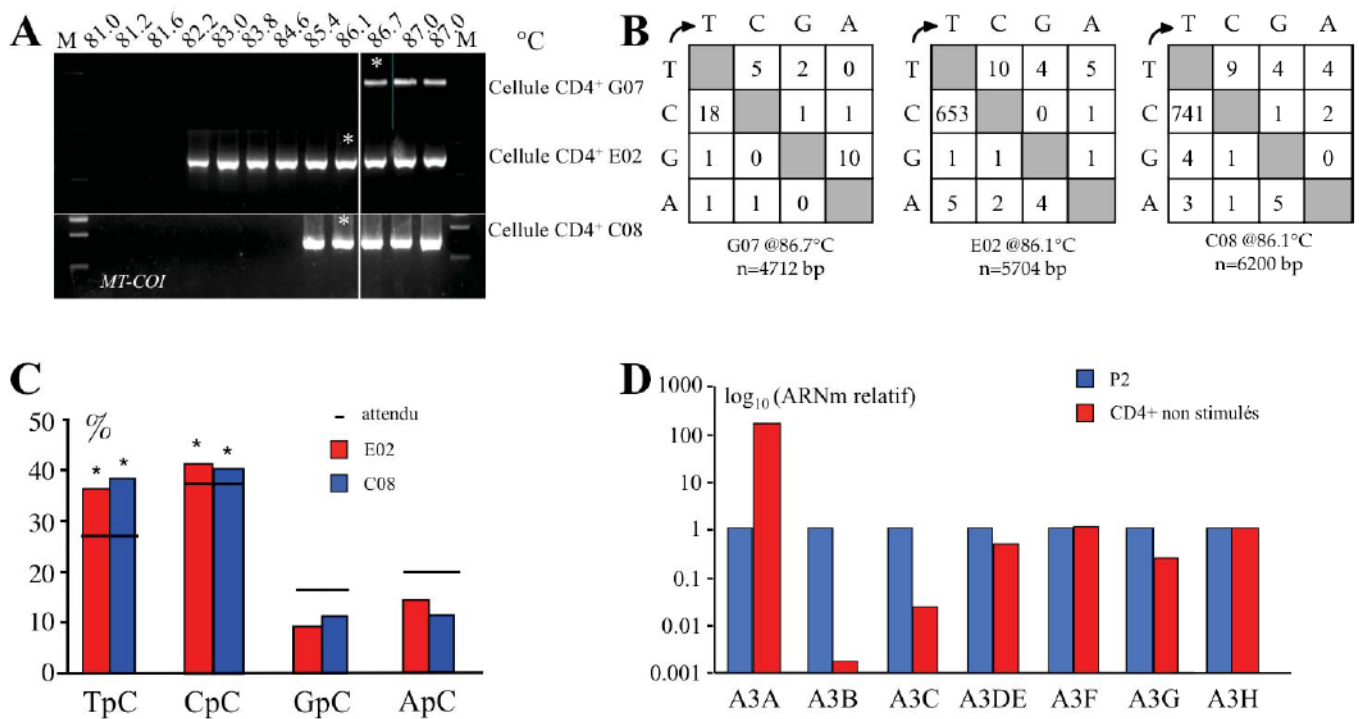 A
M 81.0 81.2 81.6 82.2 83.0 83.8 84.6 85.4 86.1 86.7 87.0 87.0 M °C
*
Cellule CD4+ G07
*
Cellule CD4+ E02
*
Cellule CD4+ C08
MT-COI
B
T C G A
T 5 2 0
C 18 1 1
G 1 0 10
A 1 1 0
G07 @86.7°C
n=4712 bp
T C G A
T 10 4 5
C 653 0 1
G 1 1 1
A 5 2 4
E02 @86.1°C
n=5704 bp
T C G A
T 9 4 4
C 741 1 2
G 4 1 0
A 3 1 5
C08 @86.1°C
n=6200 bp
C
%
50
40
30
20
10
0
* * * *
attendu
E02
C08
TpC CpC GpC ApC
D
log10 (ARNm relatif)
1000
100
10
1
0.1
0.01
0.001
P2
CD4+ non stimulés
A3A A3B A3C A3DE A3F A3G A3H